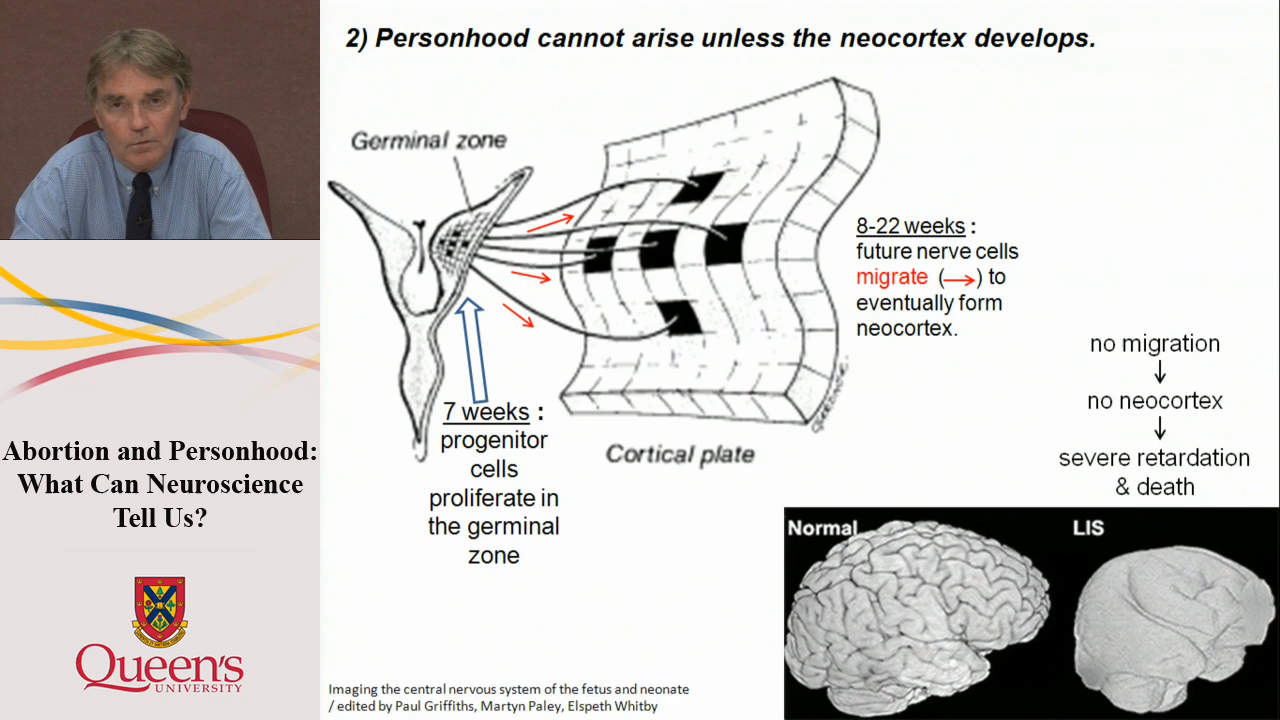 2) Personhood cannot arise unless the neocortex develops.
Germinal zone
8-22 weeks :
future nerve cells
migrate (→) to
eventually form
neocortex.
7 weeks :
progenitor
cells
proliferate in
the germinal
zone
Cortical plate
no migration
↓
no neocortex
↓
severe retardation
& death
Normal
LIS
Imaging the central nervous system of the fetus and neonate
/ edited by Paul Griffiths, Martyn Paley, Elspeth Whitby
Abortion and Personhood:
What Can Neuroscience
Tell Us?
Queen's
UNIVERSITY